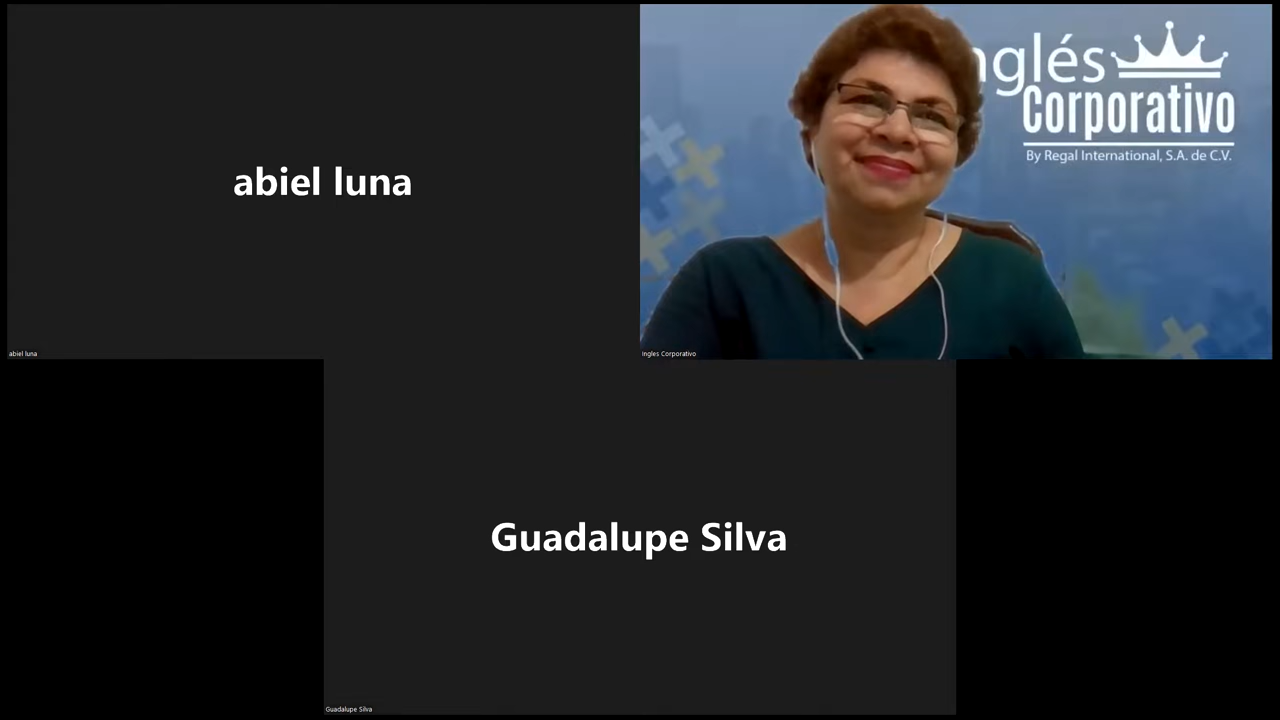 abiel luna
abiel luna
nglés
Corporativo
By Regal International, S.A. de C.V.
Ingles Corporativo
Guadalupe Silva
Guadalupe Silva